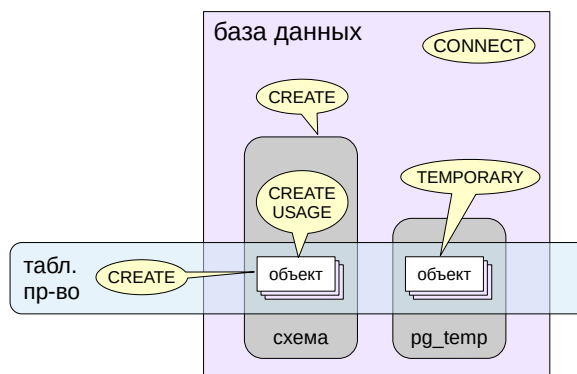 база данных
CONNECT
CREATE
CREATE
USAGE
TEMPORARY
табл.
пр-во
CREATE
объект
объект
схема
pg_temp